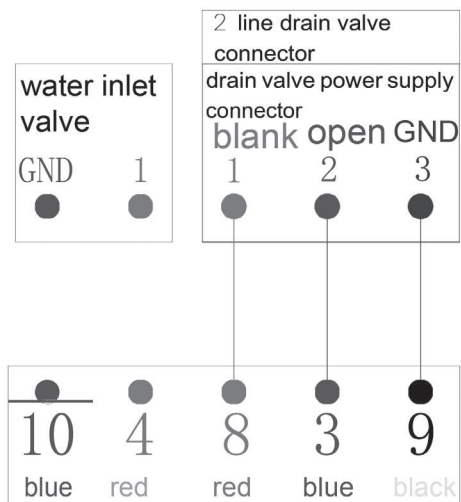 2 line drain valve
connector
water inlet
valve
drain valve power supply
connector
blank open GND
GND 1
1 2 3
10 4 8 3 9
blue red red blue black